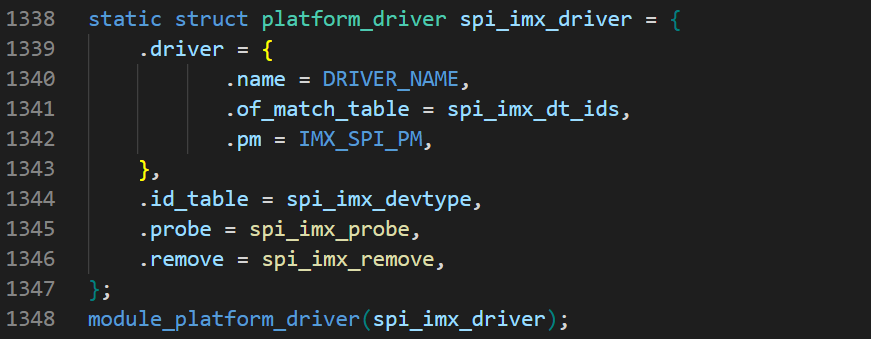 1338 static struct platform_driver spi_imx_driver = {
1339     .driver = {
1340            .name = DRIVER_NAME,
1341            .of_match_table = spi_imx_dt_ids,
1342            .pm = IMX_SPI_PM,
1343     },
1344     .id_table = spi_imx_devtype,
1345     .probe = spi_imx_probe,
1346     .remove = spi_imx_remove,
1347 };
1348 module_platform_driver(spi_imx_driver);